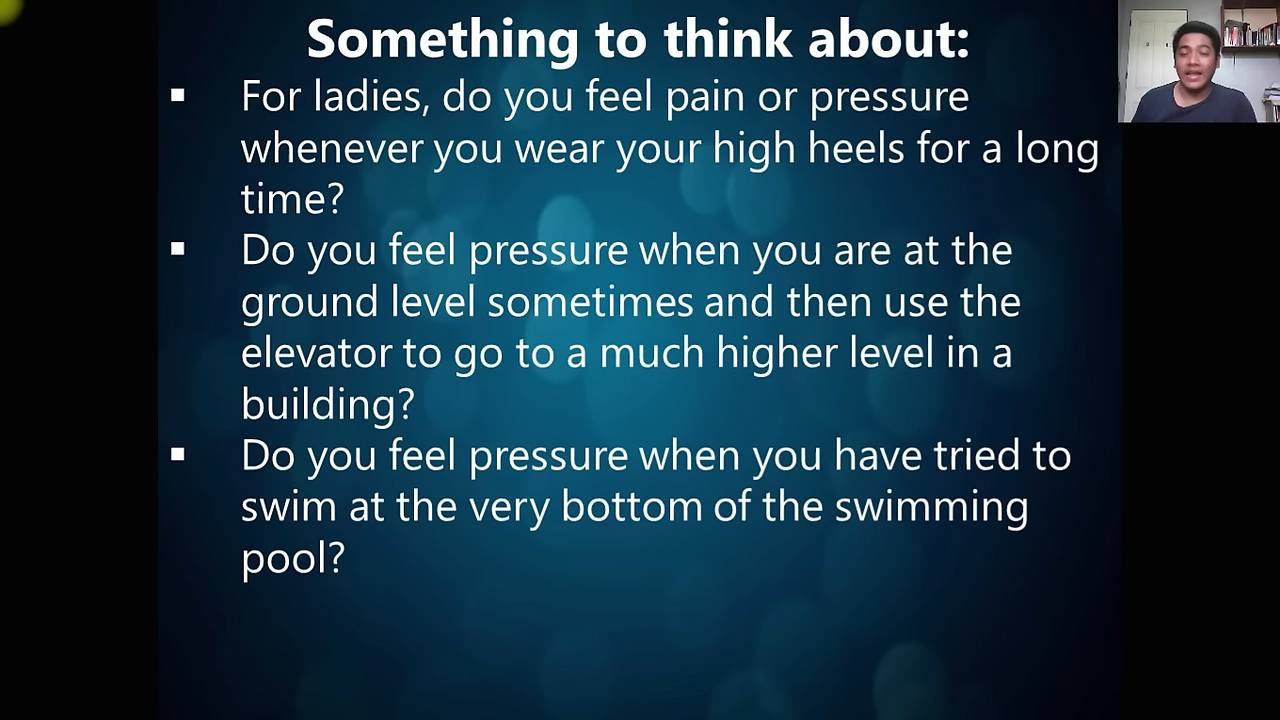 Something to think about:
▪ For ladies, do you feel pain or pressure
whenever you wear your high heels for a long
time?
▪ Do you feel pressure when you are at the
ground level sometimes and then use the
elevator to go to a much higher level in a
building?
▪ Do you feel pressure when you have tried to
swim at the very bottom of the swimming
pool?